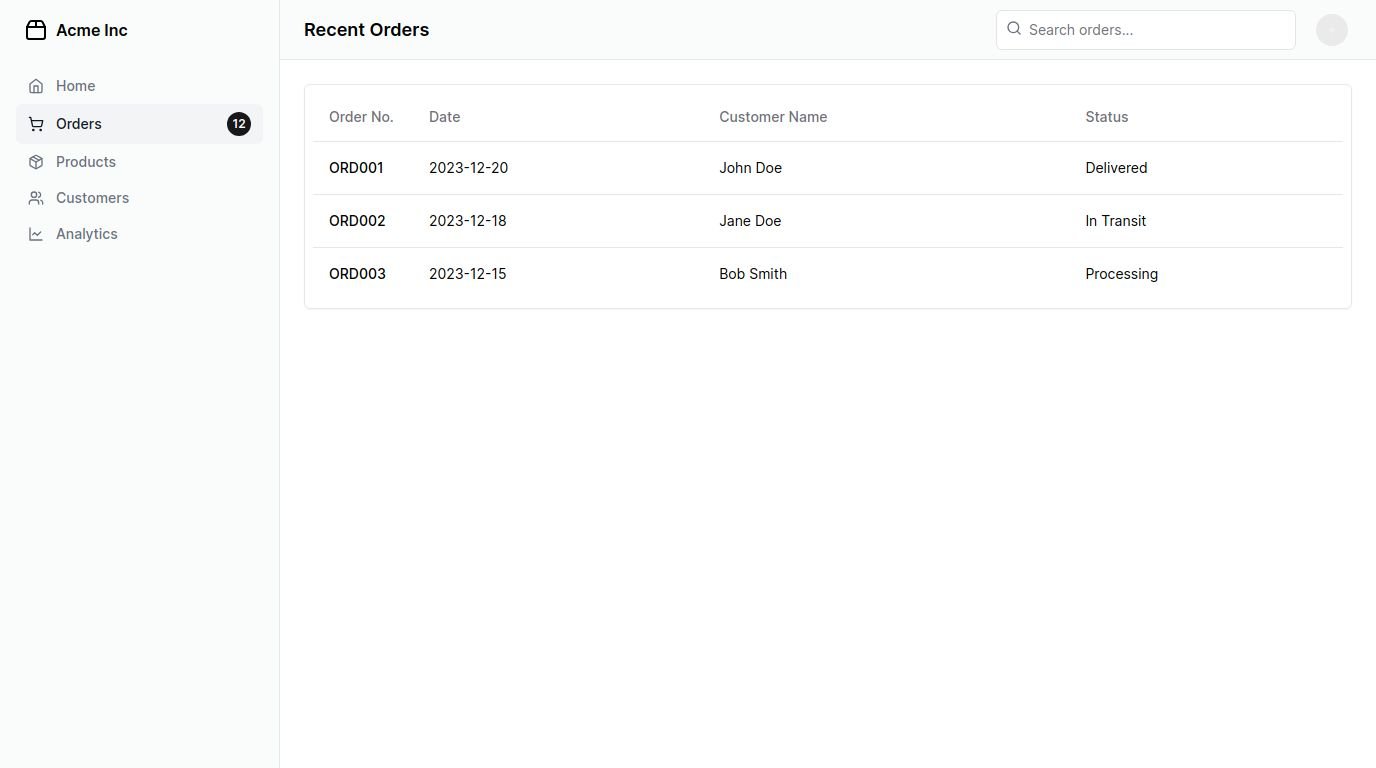 Acme Inc
Home
Orders 12
Products
Customers
Analytics
Recent Orders
Search orders...
Order No. Date Customer Name Status
ORD001 2023-12-20 John Doe Delivered
ORD002 2023-12-18 Jane Doe In Transit
ORD003 2023-12-15 Bob Smith Processing